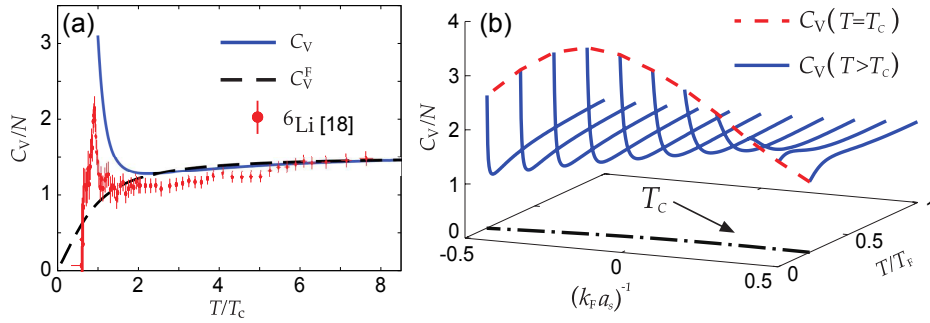 (a)
C_V
C_V^F
⁶Li [18]
C_V/N
4
3
2
1
0
0
2
4
6
8
T/T_c
(b)
C_V(T=T_C)
C_V(T>T_C)
C_V/N
4
3
2
1
0
-0.5
0
0.5
(k_F a_s)^-1
T_C
0
0.5
T/T_F